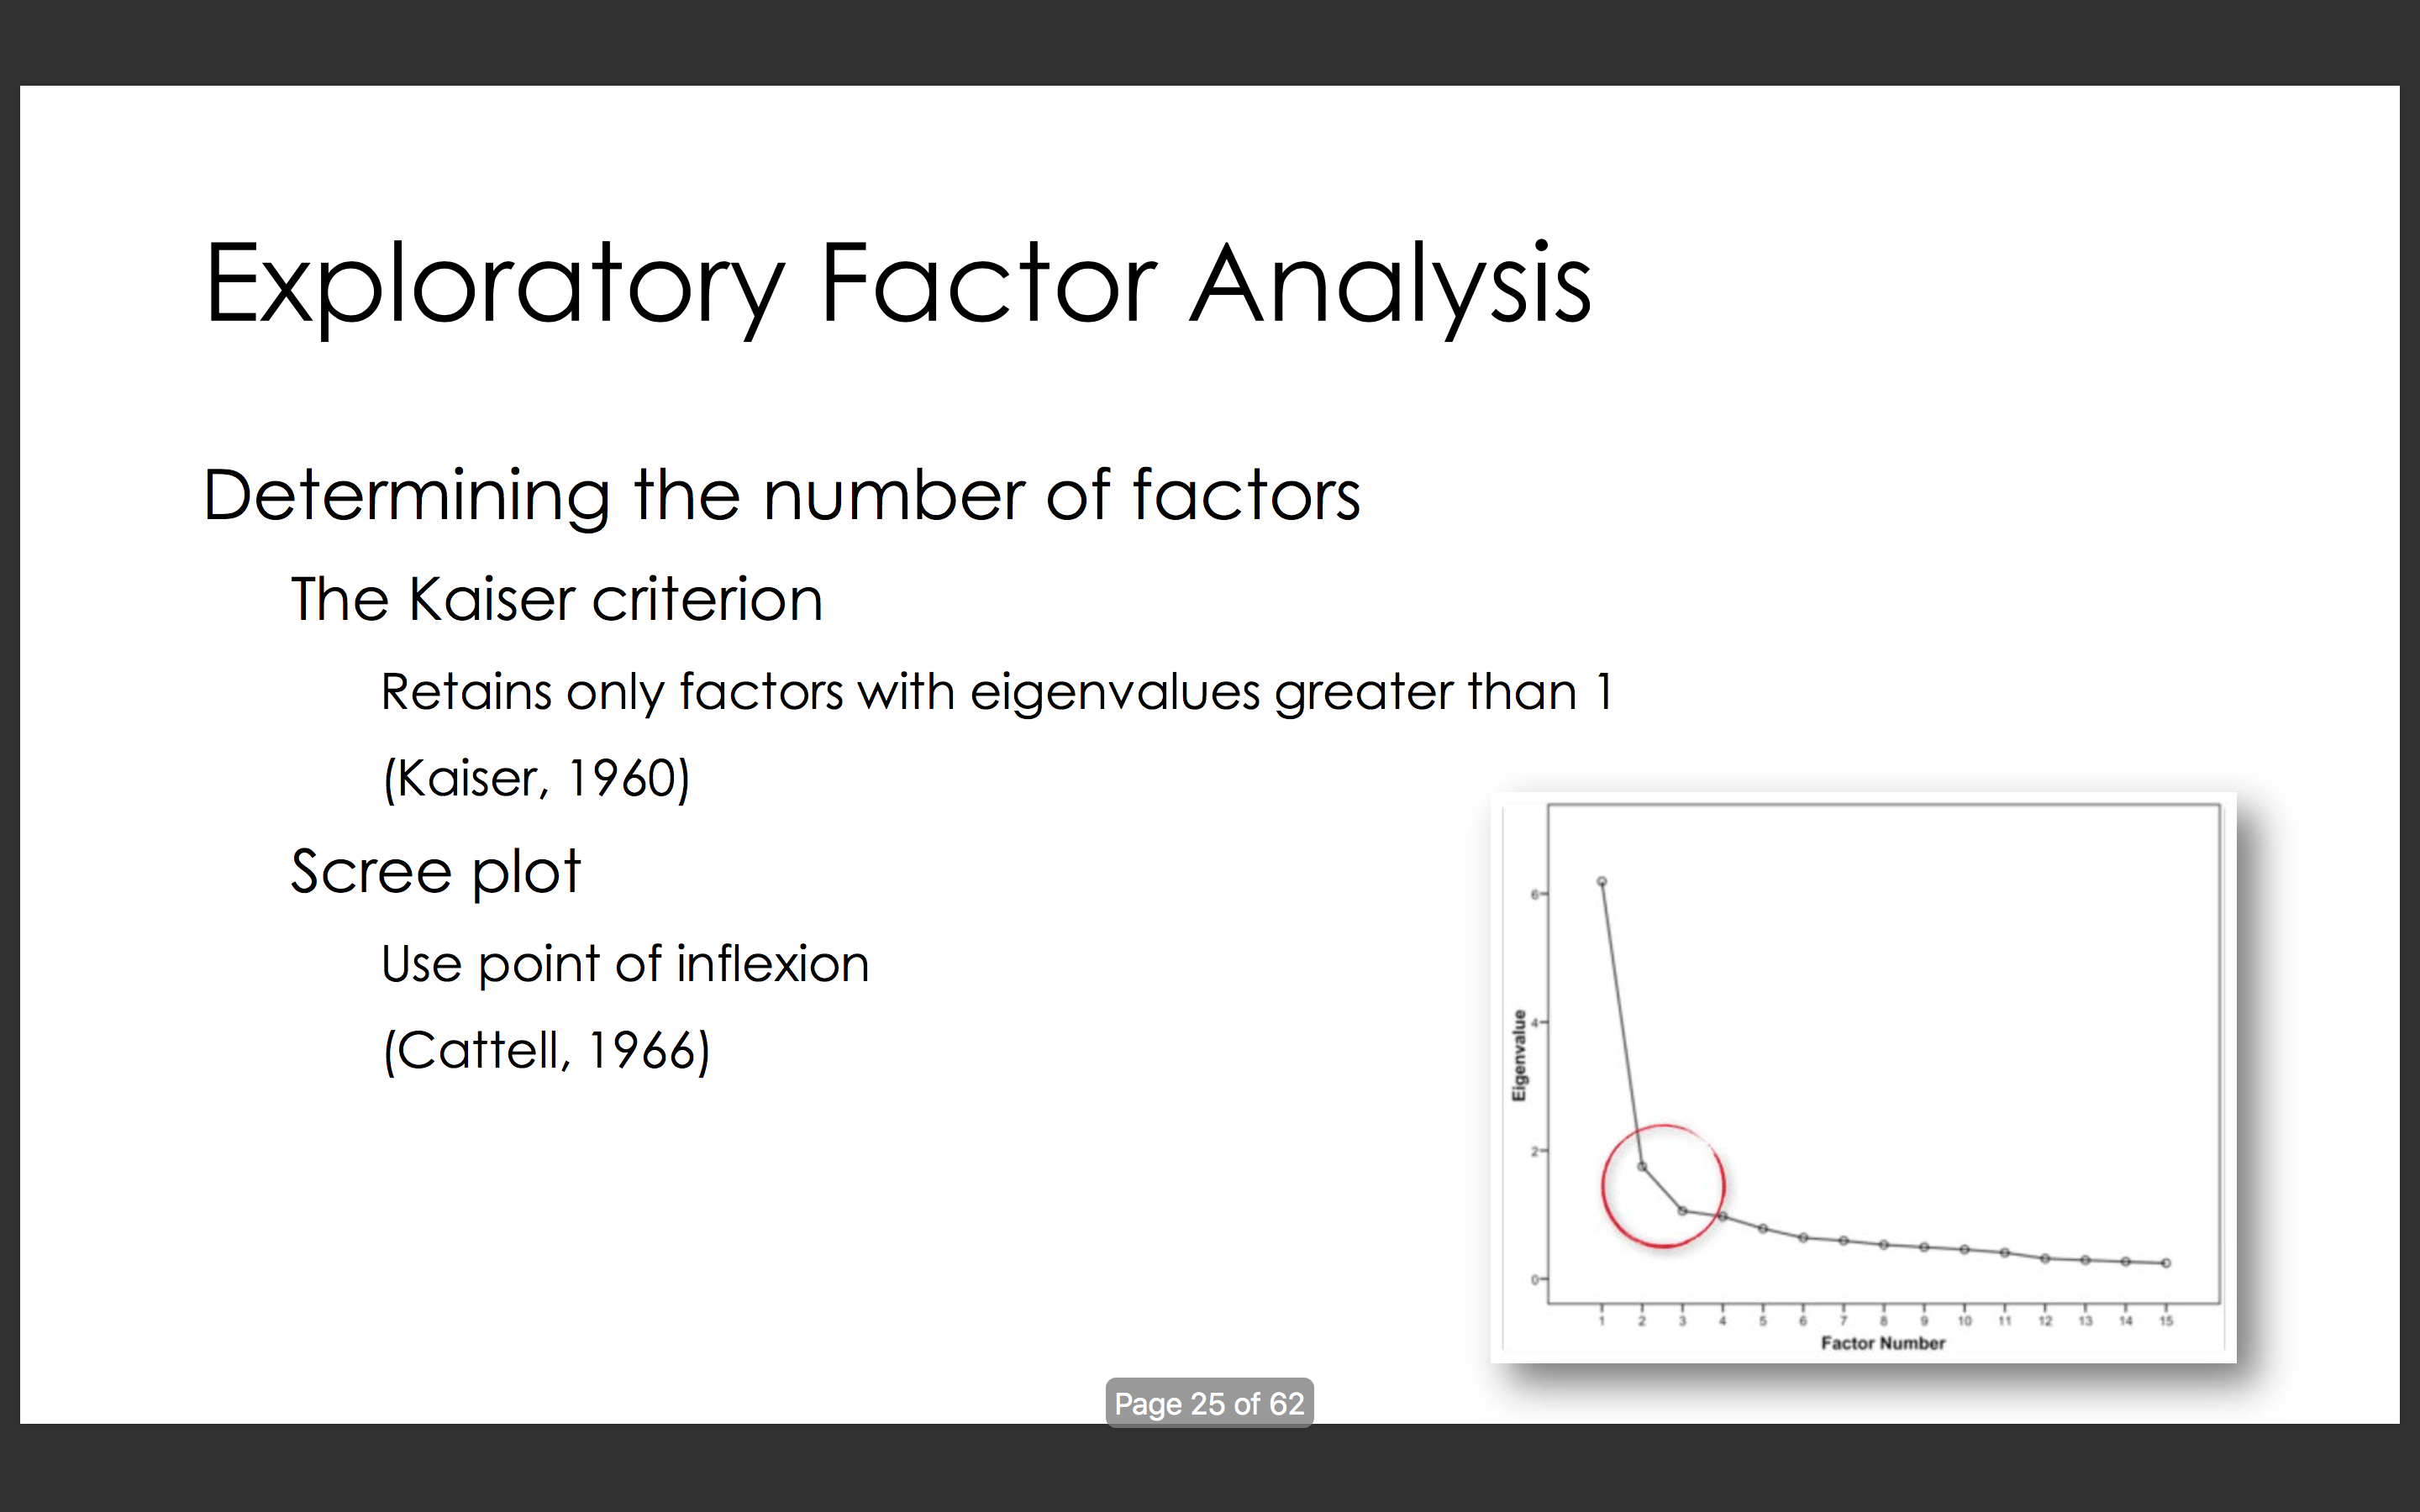 Exploratory Factor Analysis
Determining the number of factors
The Kaiser criterion
Retains only factors with eigenvalues greater than 1
(Kaiser, 1960)
Scree plot
Use point of inflexion
(Cattell, 1966)
Eigenvalue
6
4
2
0
1 2 3 4 5 6 7 8 9 10 11 12 13 14 15
Factor Number
Page 25 of 62